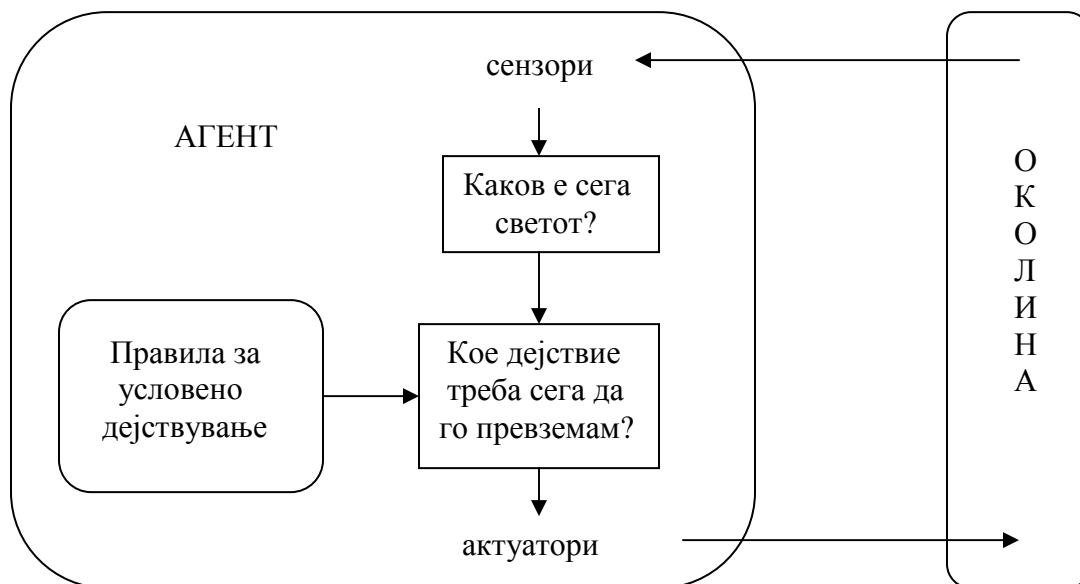 сензори
АГЕНТ
Каков е сега
светот?
Правила за
условено
дејствување
Кое дејствие
треба сега да
го превземам?
актуатори
О
К
О
Л
И
Н
А